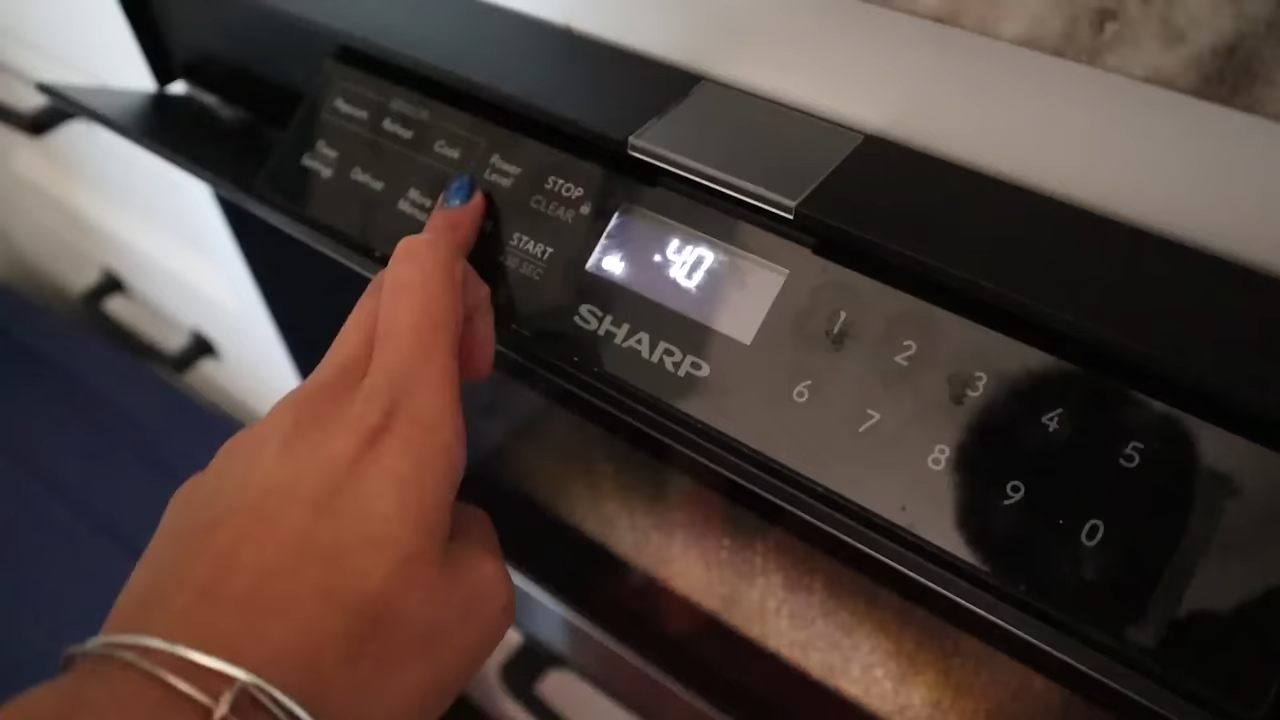 Popcorn Reheat Cook
Power
Level
STOP
CLEAR
Defrost
More
START
+30 SEC
:40
SHARP
1 2 3 4 5
6 7 8 9 0